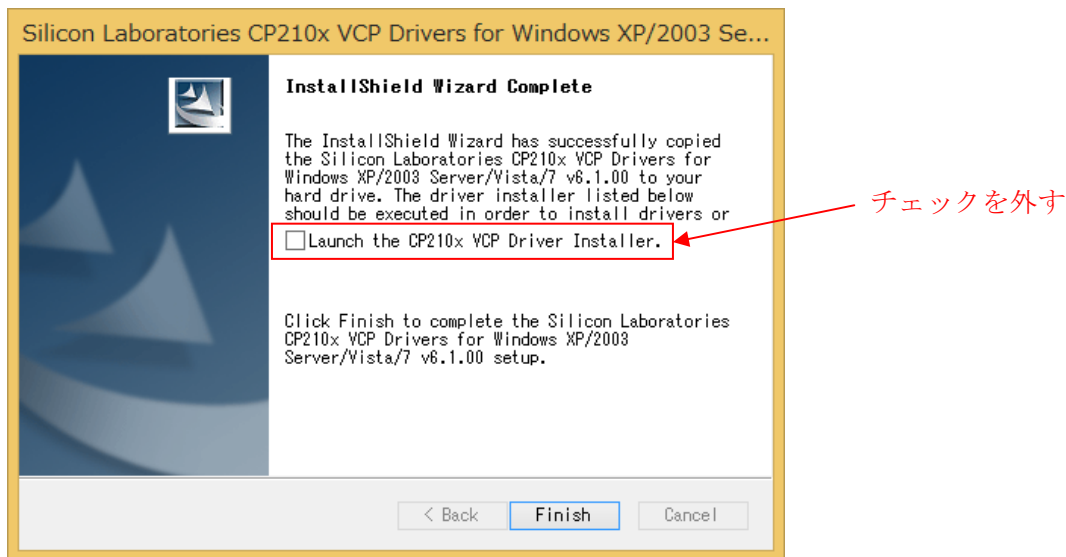 Silicon Laboratories CP210x VCP Drivers for Windows XP/2003 Se...
InstallShield Wizard Complete
The InstallShield Wizard has successfully copied
the Silicon Laboratories CP210x VCP Drivers for
Windows XP/2003 Server/Vista/7 v6.1.00 to your
hard drive. The driver installer listed below
should be executed in order to install drivers or
チェックを外す
Launch the CP210x VCP Driver Installer.
Click Finish to complete the Silicon Laboratories
CP210x VCP Drivers for Windows XP/2003
Server/Vista/7 v6.1.00 setup.
< Back Finish Cancel